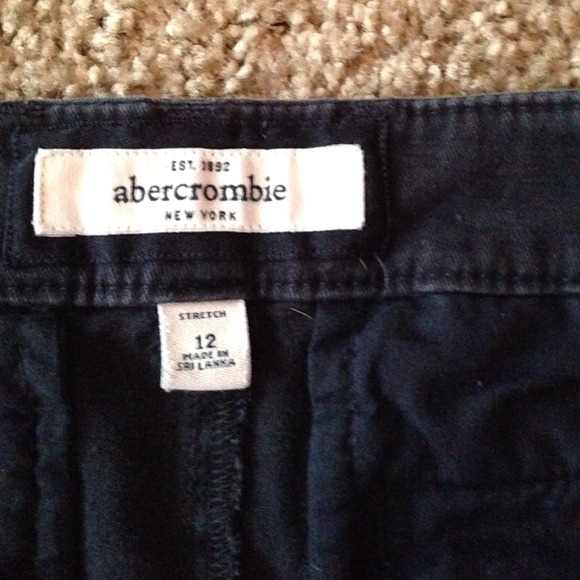 EST. 1892
abercrombie
NEW YORK
STRETCH
12
MADE IN
SRI LANKA